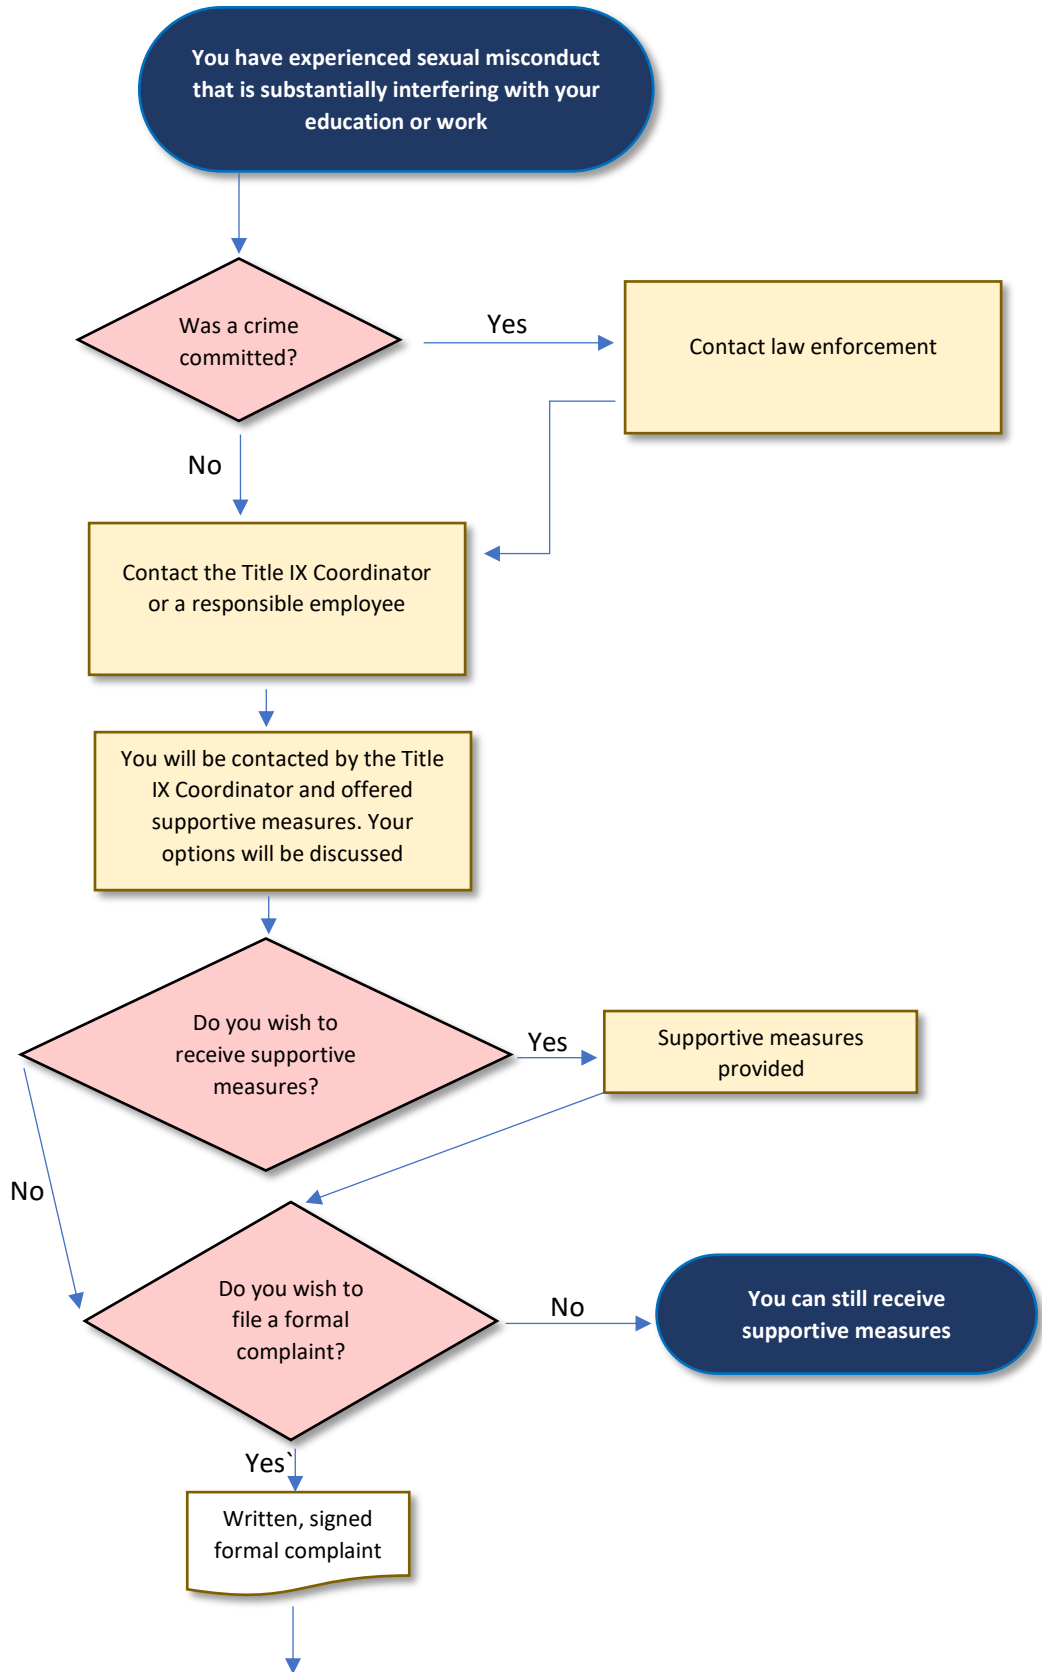 You have experienced sexual misconduct
that is substantially interfering with your
education or work
Was a crime
committed?
Yes
Contact law enforcement
No
Contact the Title IX Coordinator
or a responsible employee
You will be contacted by the Title
IX Coordinator and offered
supportive measures. Your
options will be discussed
Do you wish to
receive supportive
measures?
Yes
Supportive measures
provided
No
Do you wish to
file a formal
complaint?
No
You can still receive
supportive measures
Yes`
Written, signed
formal complaint